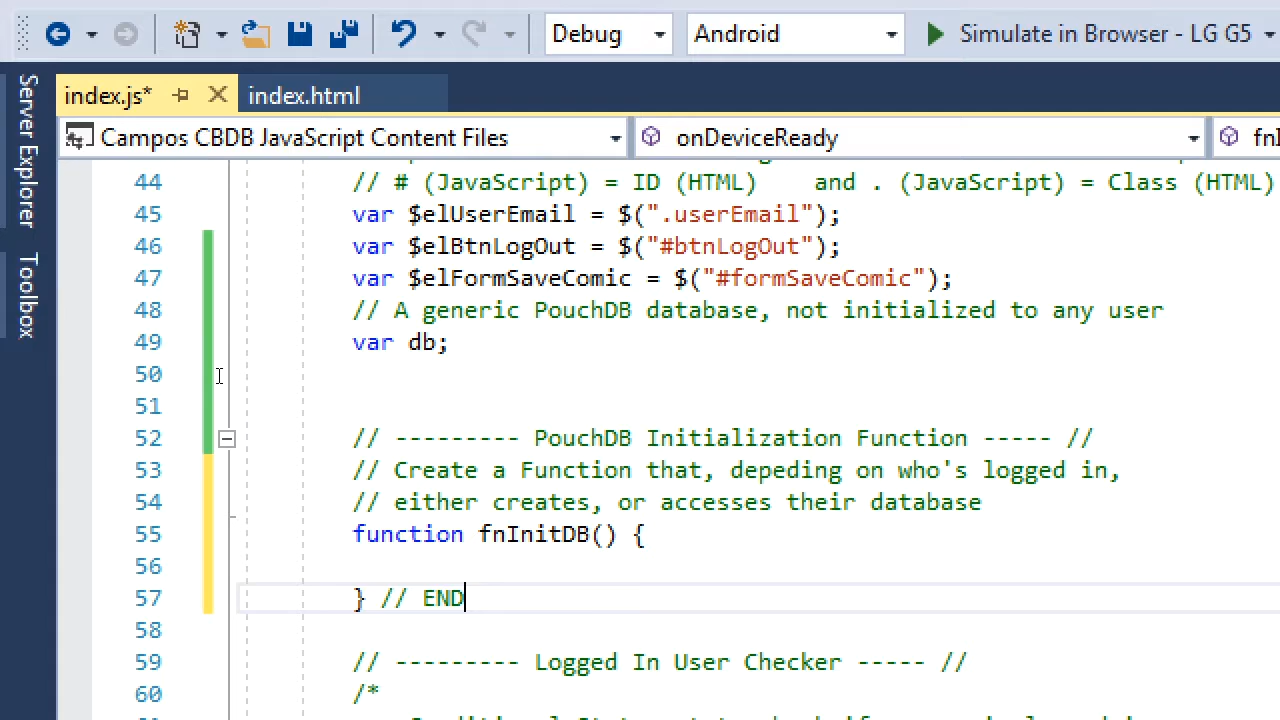 Debug
Android
Simulate in Browser - LG G5
Server Explorer
Toolbox
index.js*
index.html
Campos CBDB JavaScript Content Files
onDeviceReady
44 // # (JavaScript) = ID (HTML)    and . (JavaScript) = Class (HTML)
45 var $elUserEmail = $(".userEmail");
46 var $elBtnLogOut = $("#btnLogOut");
47 var $elFormSaveComic = $("#formSaveComic");
48 // A generic PouchDB database, not initialized to any user
49 var db;
50
51
52 // --------- PouchDB Initialization Function ----- //
53 // Create a Function that, depeding on who's logged in,
54 // either creates, or accesses their database
55 function fnInitDB() {
56
57 } // END
58
59 // --------- Logged In User Checker ----- //
60 /*